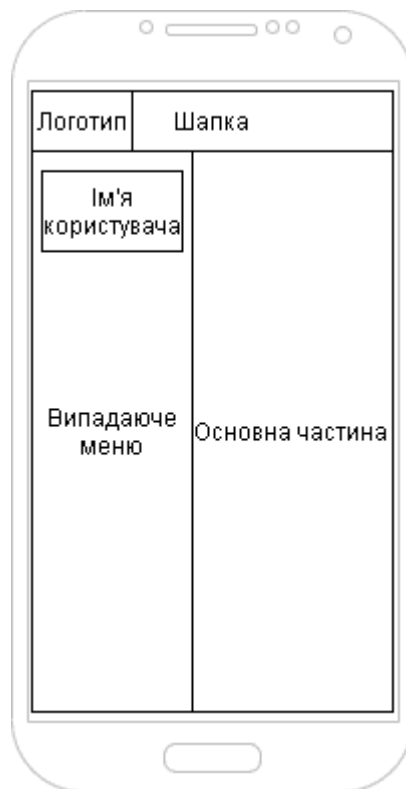 Логотип
Шапка
Ім'я
користувача
Випадаюче
меню
Основна частина